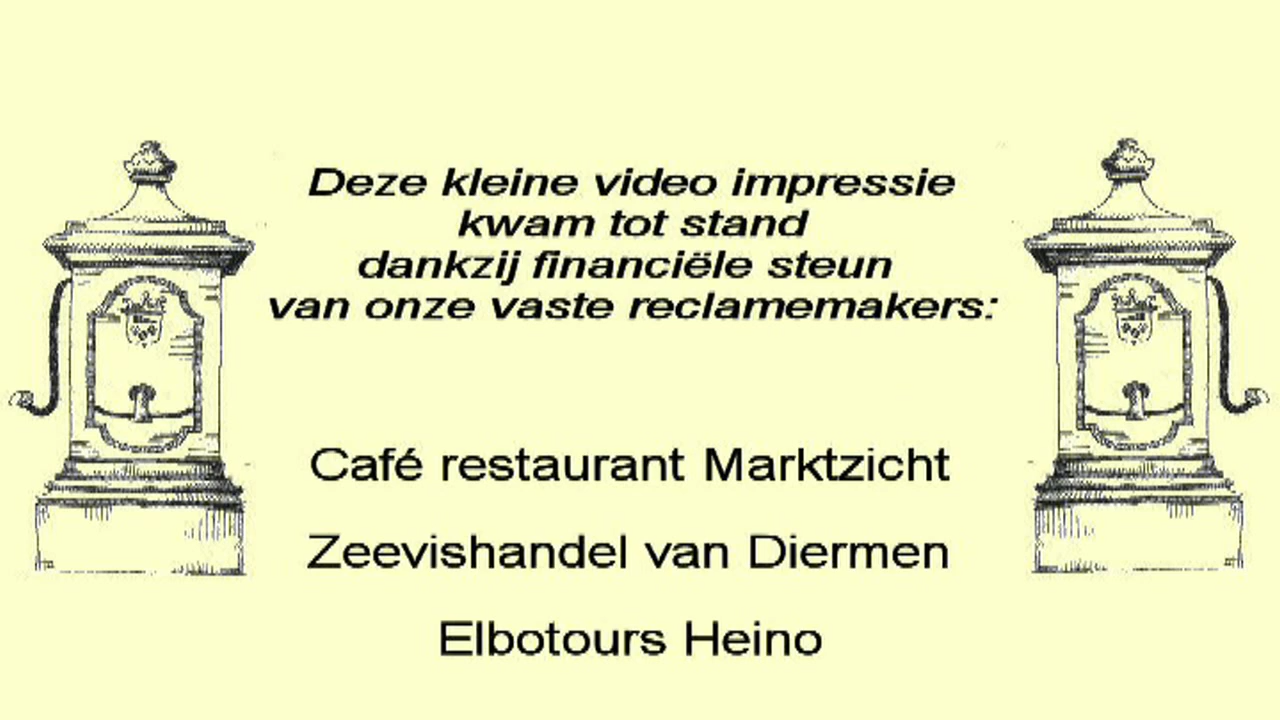 Deze kleine video impressie
kwam tot stand
dankzij financiële steun
van onze vaste reclamemakers:
Café restaurant Marktzicht
Zeevishandel van Diermen
Elbotours Heino